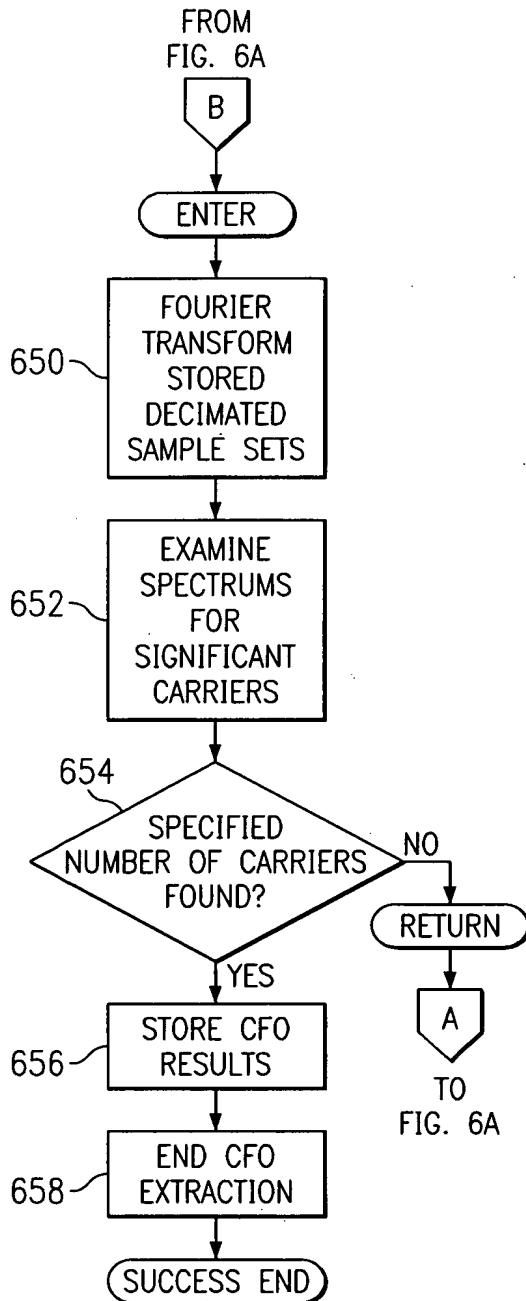 FROM
FIG. 6A
B
ENTER
650
FOURIER
TRANSFORM
STORED
DECIMATED
SAMPLE SETS
652
EXAMINE
SPECTRUMS
FOR
SIGNIFICANT
CARRIERS
654
SPECIFIED
NUMBER OF CARRIERS
FOUND?
NO
RETURN
A
TO
FIG. 6A
YES
656
STORE CFO
RESULTS
658
END CFO
EXTRACTION
SUCCESS END